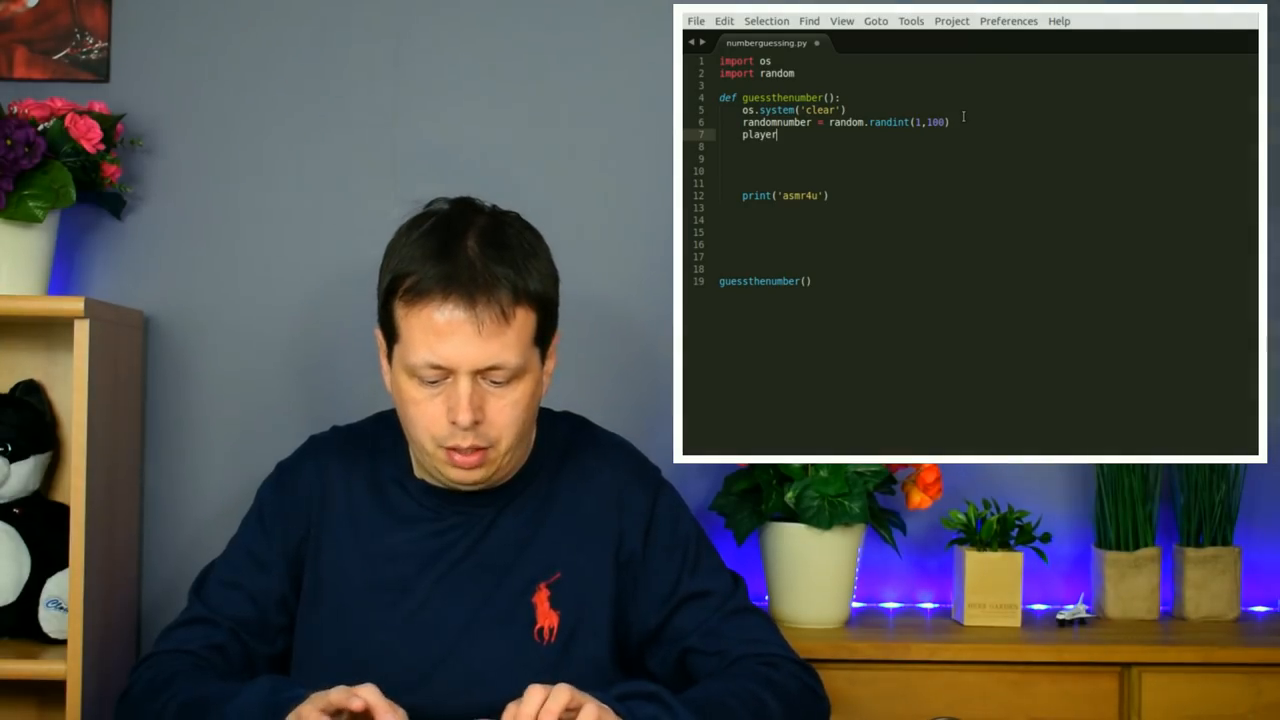 File Edit Selection Find View Goto Tools Project Preferences Help
numberguessing.py
1 import os
2 import random
3
4 def guessthenumber():
5 os.system('clear')
6 randomnumber = random.randint(1,100)
7 player
8
9
10
11
12 print('asmr4u')
13
14
15
16
17
18
19 guessthenumber()
HERB GARDEN